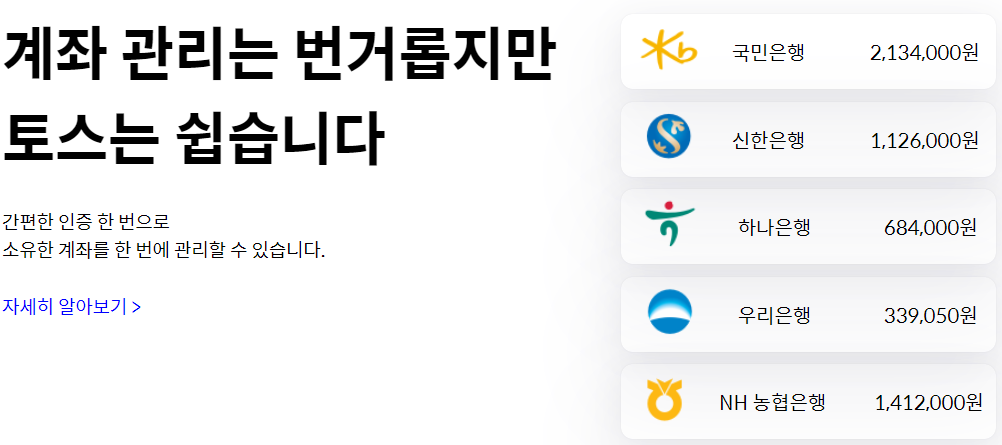 계좌 관리는 번거롭지만
토스는 쉽습니다
간편한 인증 한 번으로
소유한 계좌를 한 번에 관리할 수 있습니다.
자세히 알아보기 >
Kb 국민은행 2,134,000원
신한은행 1,126,000원
하나은행 684,000원
우리은행 339,050원
NH 농협은행 1,412,000원